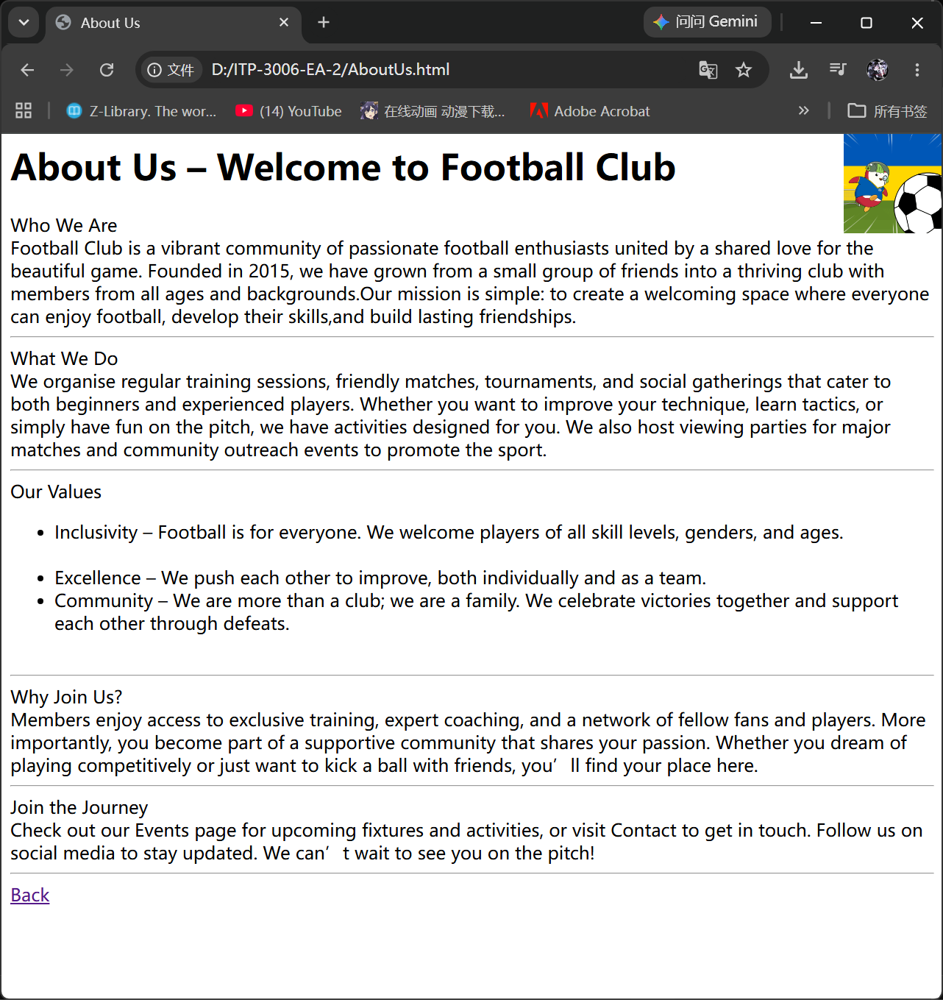 About Us
问问 Gemini
文件
D:/ITP-3006-EA-2/AboutUs.html
Z-Library. The wor...
(14) YouTube
在线动画 动漫下载...
Adobe Acrobat
所有书签
About Us – Welcome to Football Club
Who We Are
Football Club is a vibrant community of passionate football enthusiasts united by a shared love for the
beautiful game. Founded in 2015, we have grown from a small group of friends into a thriving club with
members from all ages and backgrounds.Our mission is simple: to create a welcoming space where everyone
can enjoy football, develop their skills,and build lasting friendships.
What We Do
We organise regular training sessions, friendly matches, tournaments, and social gatherings that cater to
both beginners and experienced players. Whether you want to improve your technique, learn tactics, or
simply have fun on the pitch, we have activities designed for you. We also host viewing parties for major
matches and community outreach events to promote the sport.
Our Values
• Inclusivity – Football is for everyone. We welcome players of all skill levels, genders, and ages.
• Excellence – We push each other to improve, both individually and as a team.
• Community – We are more than a club; we are a family. We celebrate victories together and support
each other through defeats.
Why Join Us?
Members enjoy access to exclusive training, expert coaching, and a network of fellow fans and players. More
importantly, you become part of a supportive community that shares your passion. Whether you dream of
playing competitively or just want to kick a ball with friends, you’ll find your place here.
Join the Journey
Check out our Events page for upcoming fixtures and activities, or visit Contact to get in touch. Follow us on
social media to stay updated. We can’t wait to see you on the pitch!
Back